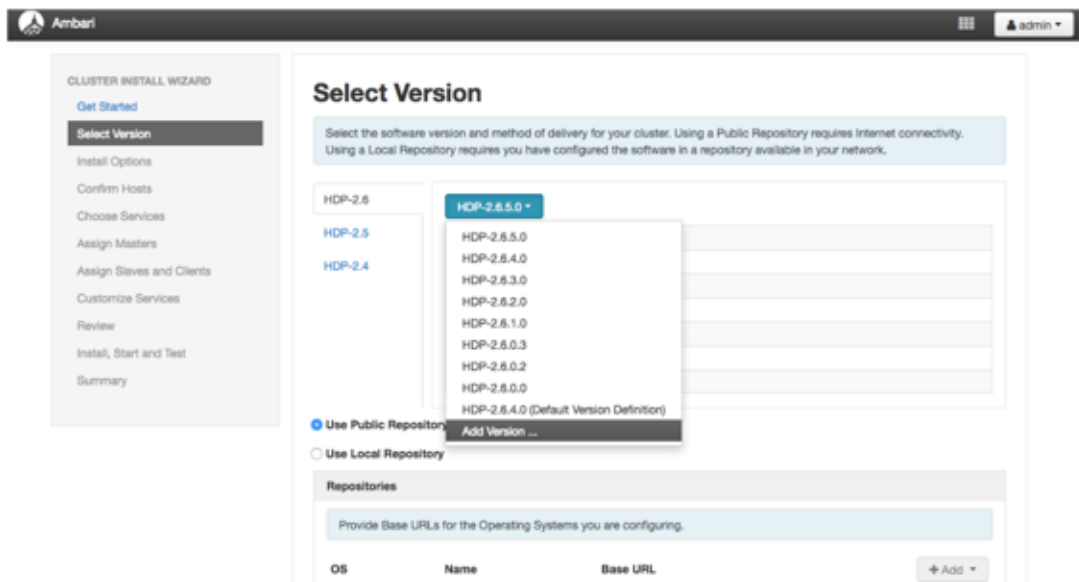 Ambari
admin
CLUSTER INSTALL WIZARD
Get Started
Select Version
Install Options
Confirm Hosts
Choose Services
Assign Masters
Assign Slaves and Clients
Customize Services
Review
Install, Start and Test
Summary
Select Version
Select the software version and method of delivery for your cluster. Using a Public Repository requires Internet connectivity.
Using a Local Repository requires you have configured the software in a repository available in your network.
HDP-2.6
HDP-2.5
HDP-2.4
HDP-2.6.5.0
HDP-2.6.5.0
HDP-2.6.4.0
HDP-2.6.3.0
HDP-2.6.2.0
HDP-2.6.1.0
HDP-2.6.0.3
HDP-2.6.0.2
HDP-2.6.0.0
HDP-2.6.4.0 (Default Version Definition)
Add Version ...
Use Public Repository
Use Local Repository
Repositories
Provide Base URLs for the Operating Systems you are configuring.
OS Name Base URL + Add